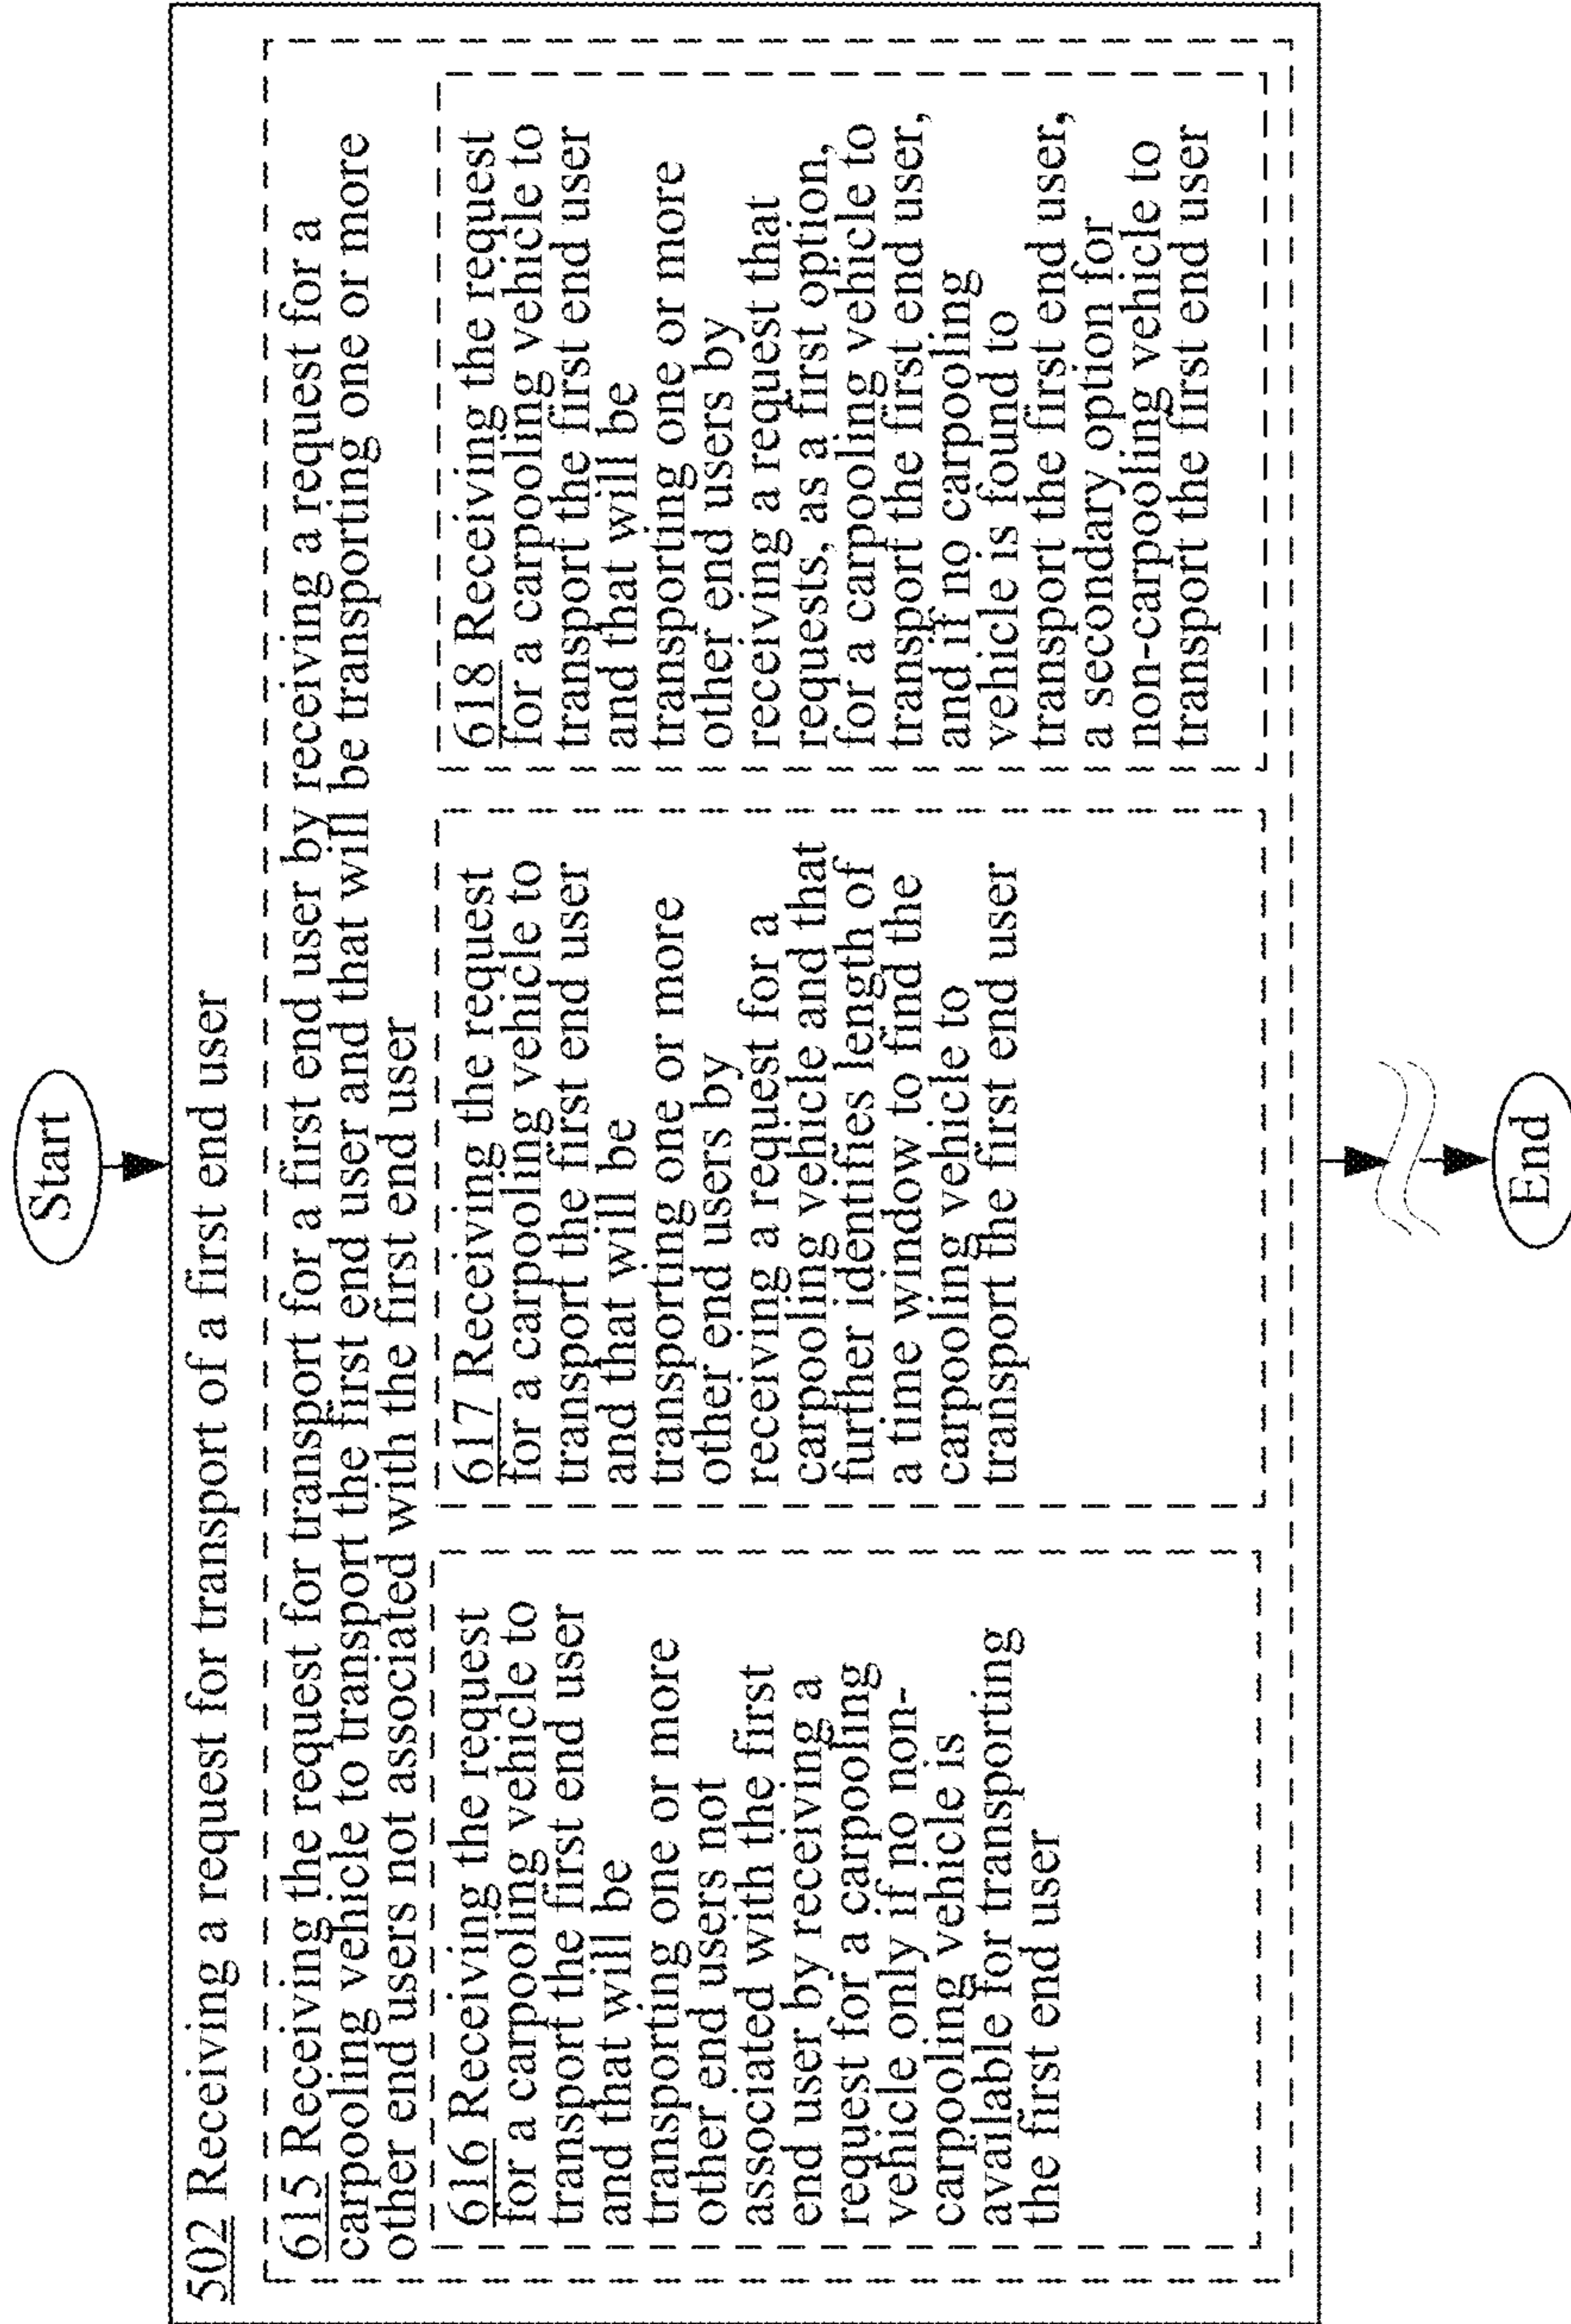 Start
502 Receiving a request for transport of a first end user
615 Receiving the request for transport for a first end user by receiving a request for a
carpooling vehicle to transport the first end user and that will be transporting one or more
other end users not associated with the first end user
616 Receiving the request
for a carpooling vehicle to
transport the first end user
and that will be
transporting one or more
other end users not
associated with the first
end user by receiving a
request for a carpooling
vehicle only if no non-
carpooling vehicle is
available for transporting
the first end user
617 Receiving the request
for a carpooling vehicle to
transport the first end user
and that will be
transporting one or more
other end users by
receiving a request for a
carpooling vehicle and that
further identifies length of
a time window to find the
carpooling vehicle to
transport the first end user
618 Receiving the request
for a carpooling vehicle to
transport the first end user
and that will be
transporting one or more
other end users by
receiving a request that
requests, as a first option,
for a carpooling vehicle to
transport the first end user,
and if no carpooling
vehicle is found to
transport the first end user,
a secondary option for
non-carpooling vehicle to
transport the first end user
End